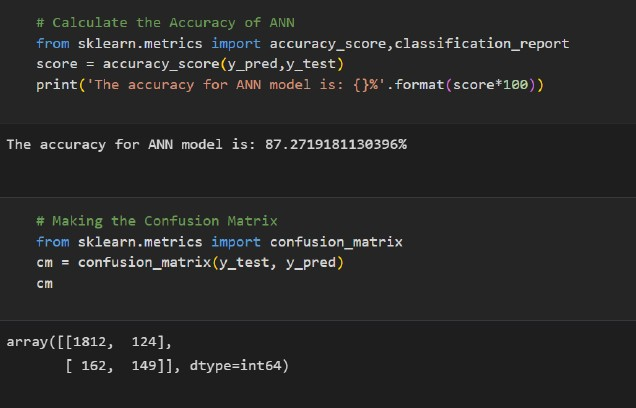 # Calculate the Accuracy of ANN
from sklearn.metrics import accuracy_score,classification_report
score = accuracy_score(y_pred,y_test)
print('The accuracy for ANN model is: {}%'.format(score*100))
The accuracy for ANN model is: 87.2719181130396%
# Making the Confusion Matrix
from sklearn.metrics import confusion_matrix
cm = confusion_matrix(y_test, y_pred)
cm
array([[1812,  124],
       [ 162,  149]], dtype=int64)